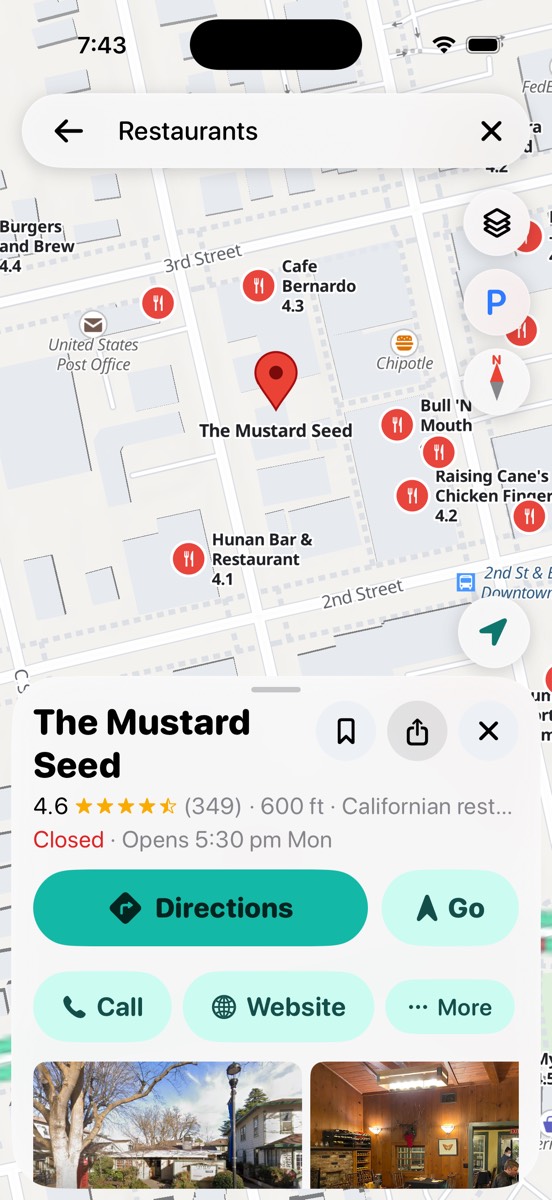 7:43
FedE
Restaurants
4.2
Burgers
and Brew
4.4
3rd Street
Cafe
Bernardo
4.3
P
United States
Post Office
Chipotle
N
The Mustard Seed
Bull 'N
Mouth
Raising Cane's
Chicken Finger
4.2
Hunan Bar &
Restaurant
4.1
2nd Street
2nd St & E
Downtown
C S
The Mustard
Seed
4.6 (349) · 600 ft · Californian rest...
Closed · Opens 5:30 pm Mon
Directions
Go
Call
Website
More